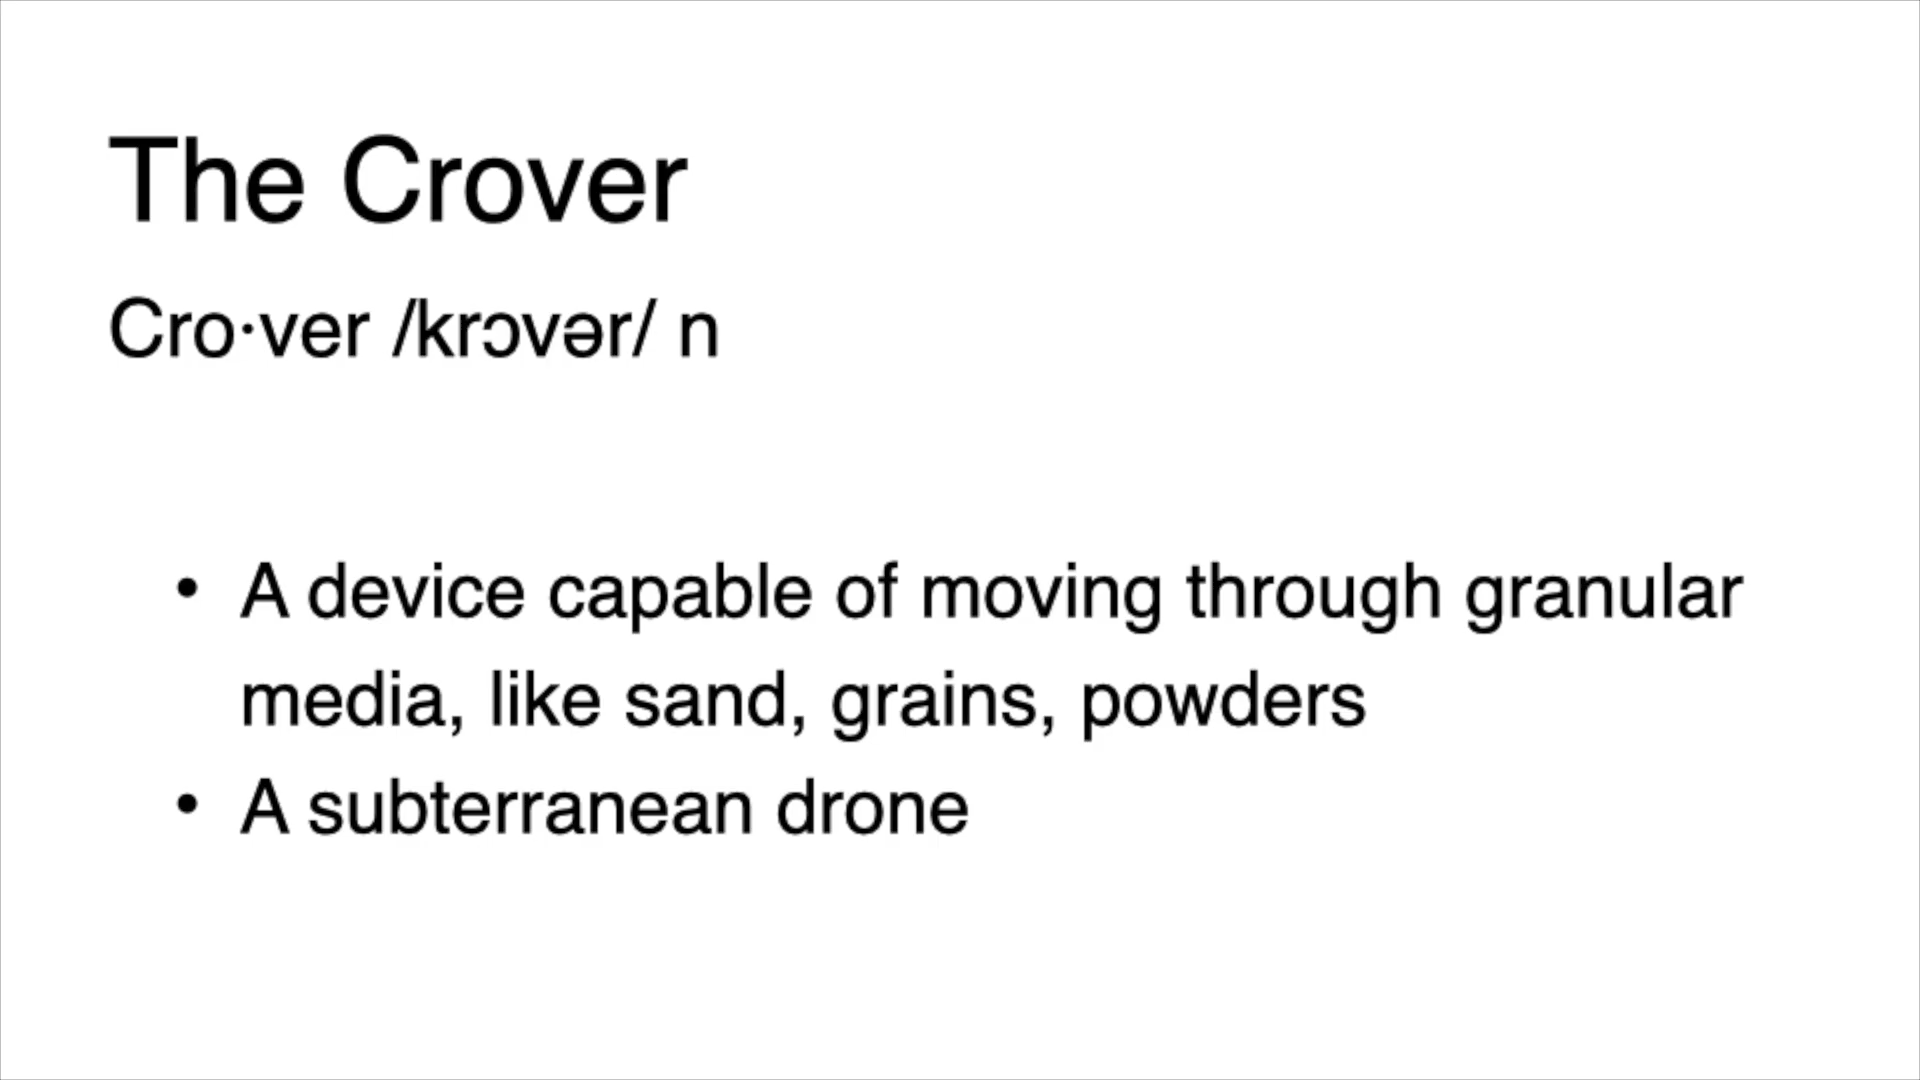 The Crover
Cro·ver /krɔvər/ n
• A device capable of moving through granular
media, like sand, grains, powders
• A subterranean drone